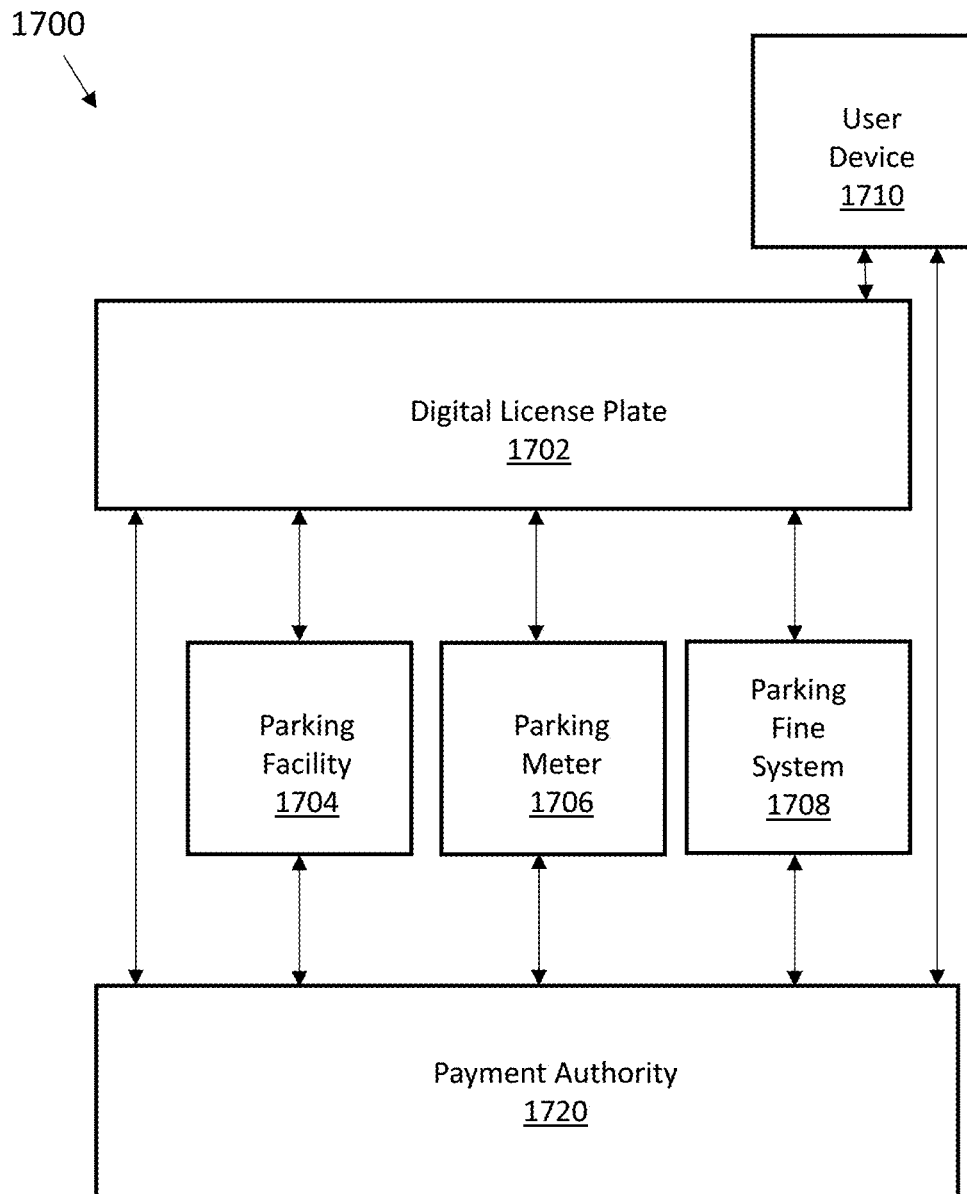 1700
User
Device
1710
Digital License Plate
1702
Parking
Facility
1704
Parking
Meter
1706
Parking
Fine
System
1708
Payment Authority
1720